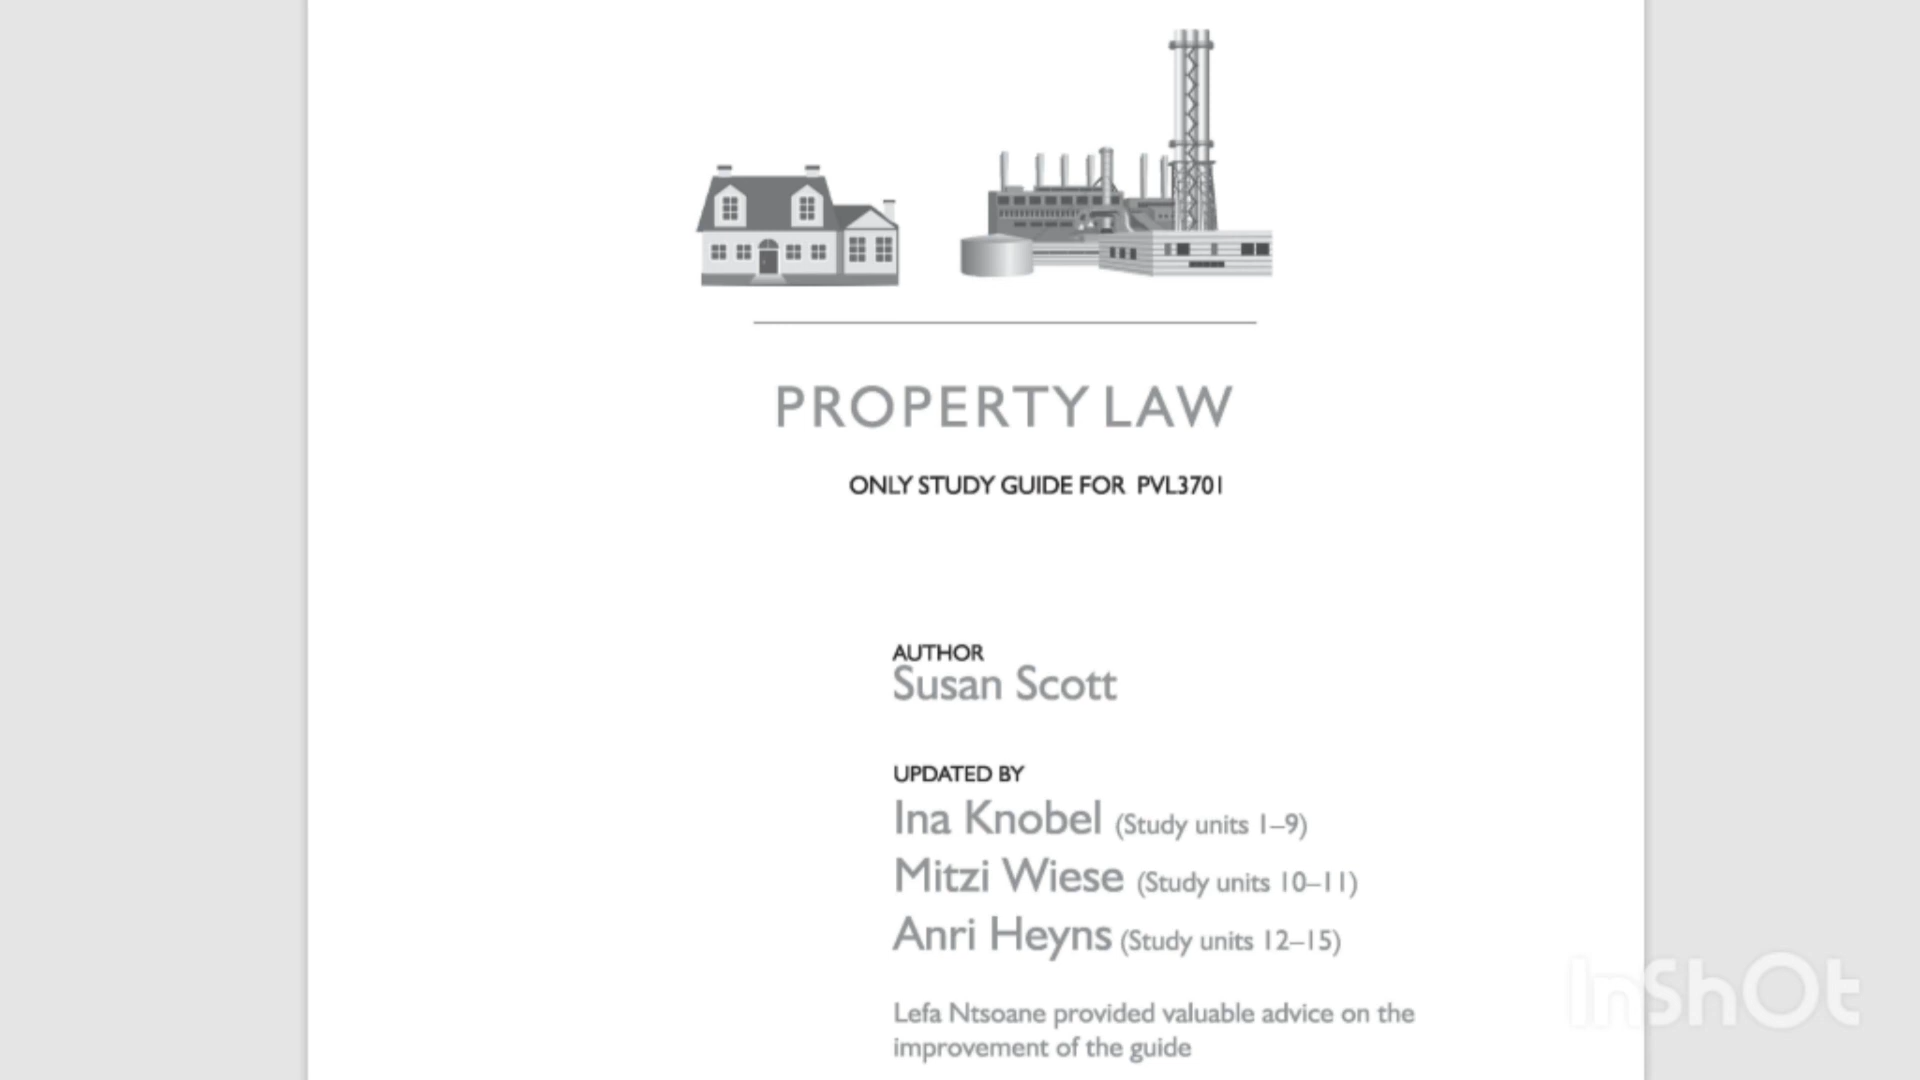 PROPERTY LAW
ONLY STUDY GUIDE FOR PVL3701
AUTHOR
Susan Scott
UPDATED BY
Ina Knobel (Study units 1–9)
Mitzi Wiese (Study units 10–11)
Anri Heyns (Study units 12–15)
Lefa Ntsoane provided valuable advice on the
improvement of the guide
InShOt